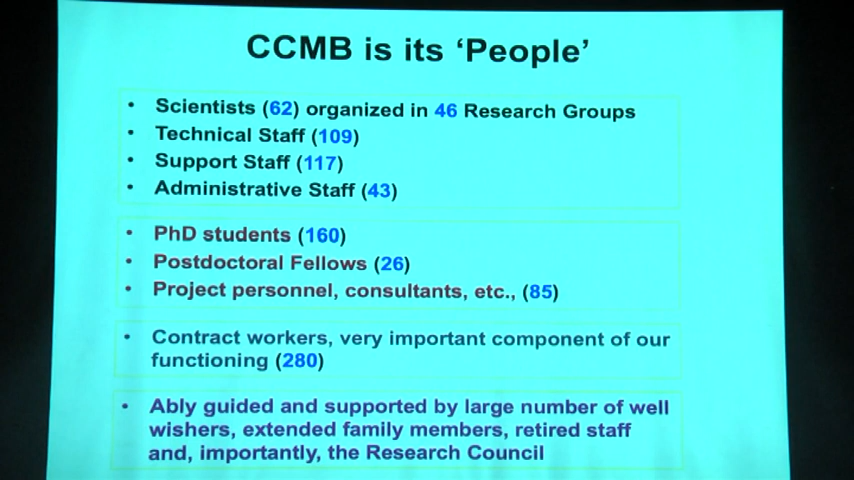 CCMB is its ‘People’
• Scientists (62) organized in 46 Research Groups
• Technical Staff (109)
• Support Staff (117)
• Administrative Staff (43)
• PhD students (160)
• Postdoctoral Fellows (26)
• Project personnel, consultants, etc., (85)
• Contract workers, very important component of our
functioning (280)
• Ably guided and supported by large number of well
wishers, extended family members, retired staff
and, importantly, the Research Council